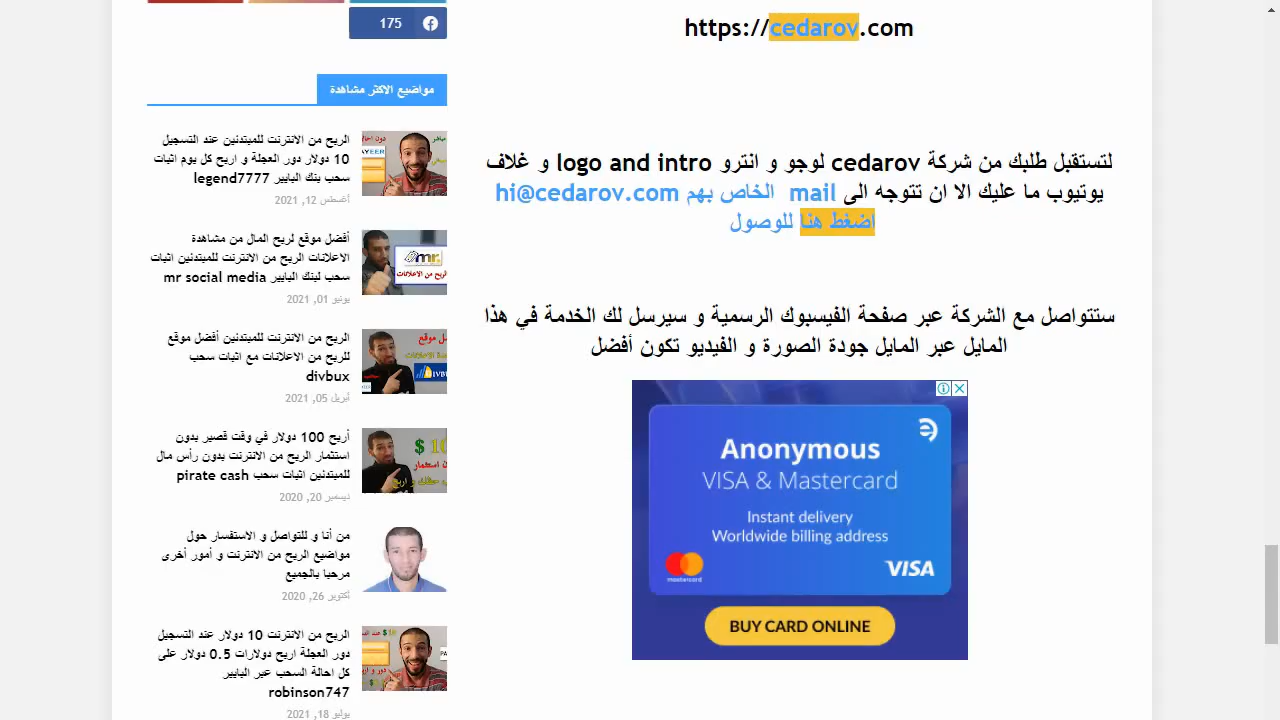 https://cedarov.com
لتستقبل طلبك من شركة cedarov لوجو و انترو logo and intro و غلاف
يوتيوب ما عليك الا ان تتوجه الى mail الخاص بهم hi@cedarov.com
اضغط هنا للوصول
ستتواصل مع الشركة عبر صفحة الفيسبوك الرسمية و سيرسل لك الخدمة في هذا
المايل عبر المايل جودة الصورة و الفيديو تكون أفضل
Anonymous
VISA & Mastercard
Instant delivery
Worldwide billing address
mastercard
VISA
BUY CARD ONLINE
175
مواضيع الاكثر مشاهدة
الربح من الانترنت للمبتدئين عند التسجيل
10 دولار دور العجلة و اربح كل يوم اثبات
سحب بنك البايير legend7777
أغسطس 12, 2021
أفضل موقع لربح المال من مشاهدة
الاعلانات الربح من الانترنت للمبتدئين اثبات
سحب لبنك البايير mr social media
يونيو 01, 2021
الربح من الانترنت للمبتدئين أفضل موقع
للربح من الاعلانات مع اثبات سحب
divbux
أبريل 05, 2021
أربح 100 دولار في وقت قصير بدون
استثمار الربح من الانترنت بدون رأس مال
للمبتدئين اثبات سحب pirate cash
ديسمبر 20, 2020
من أنا و للتواصل و الاستفسار حول
مواضيع الربح من الانترنت و أمور أخرى
مرحبا بالجميع
أكتوبر 26, 2020
الربح من الانترنت 10 دولار عند التسجيل
دور العجلة اربح دولارات 0.5 دولار على
كل احالة السحب عبر البايير
robinson747
يوليو 18, 2021